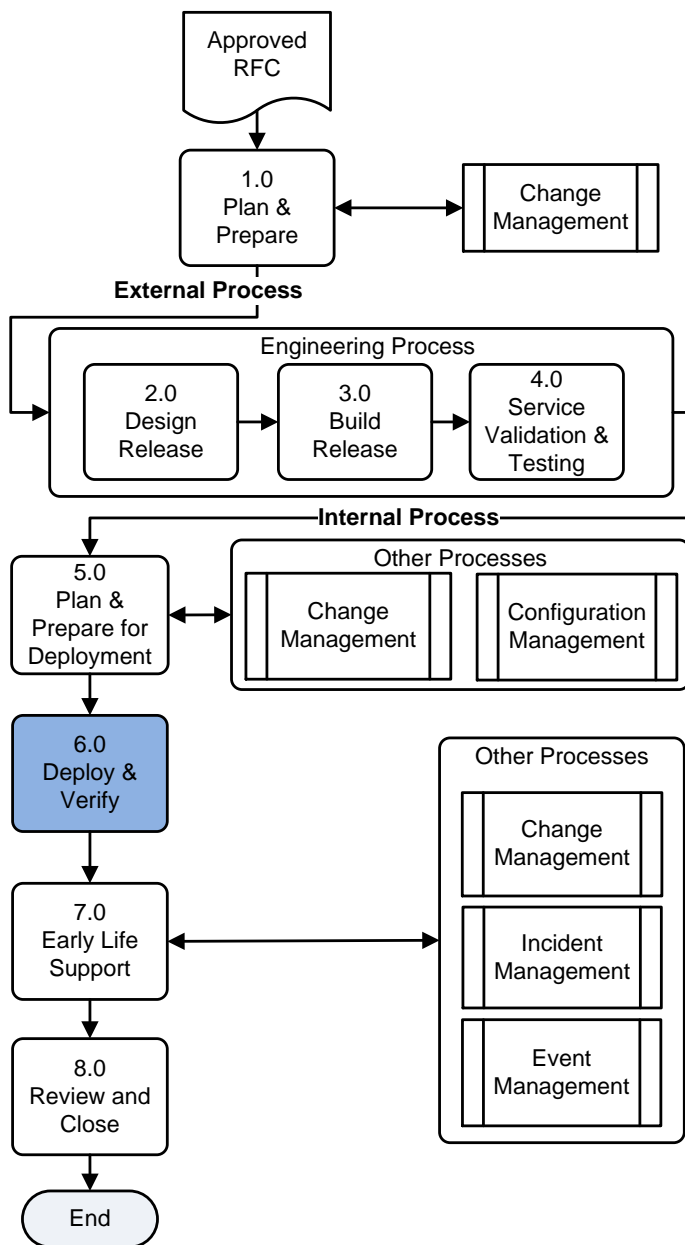 Approved
RFC
1.0
Plan &
Prepare
Change
Management
External Process
Engineering Process
2.0
Design
Release
3.0
Build
Release
4.0
Service
Validation &
Testing
Internal Process
5.0
Plan &
Prepare for
Deployment
Other Processes
Change
Management
Configuration
Management
6.0
Deploy &
Verify
Other Processes
Change
Management
7.0
Early Life
Support
Incident
Management
Event
Management
8.0
Review and
Close
End